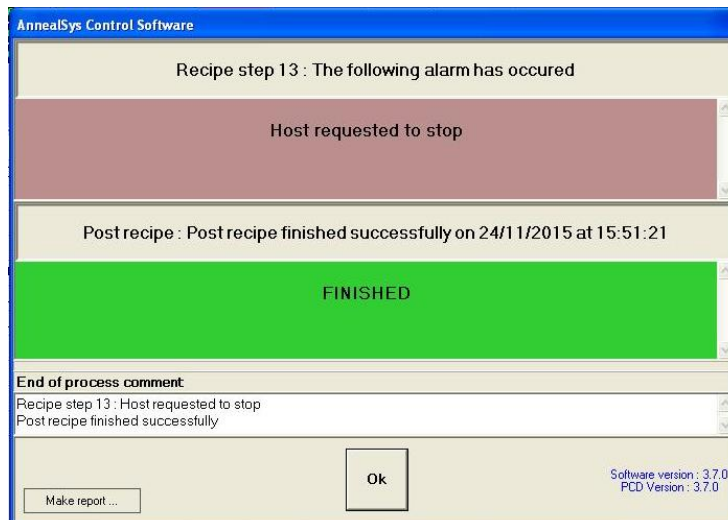 AnnealSys Control Software
Recipe step 13 : The following alarm has occured
Host requested to stop
Post recipe : Post recipe finished successfully on 24/11/2015 at 15:51:21
FINISHED
End of process comment
Recipe step 13 : Host requested to stop
Post recipe finished successfully
Ok
Make report ...
Software version : 3.7.0
PCD Version : 3.7.0